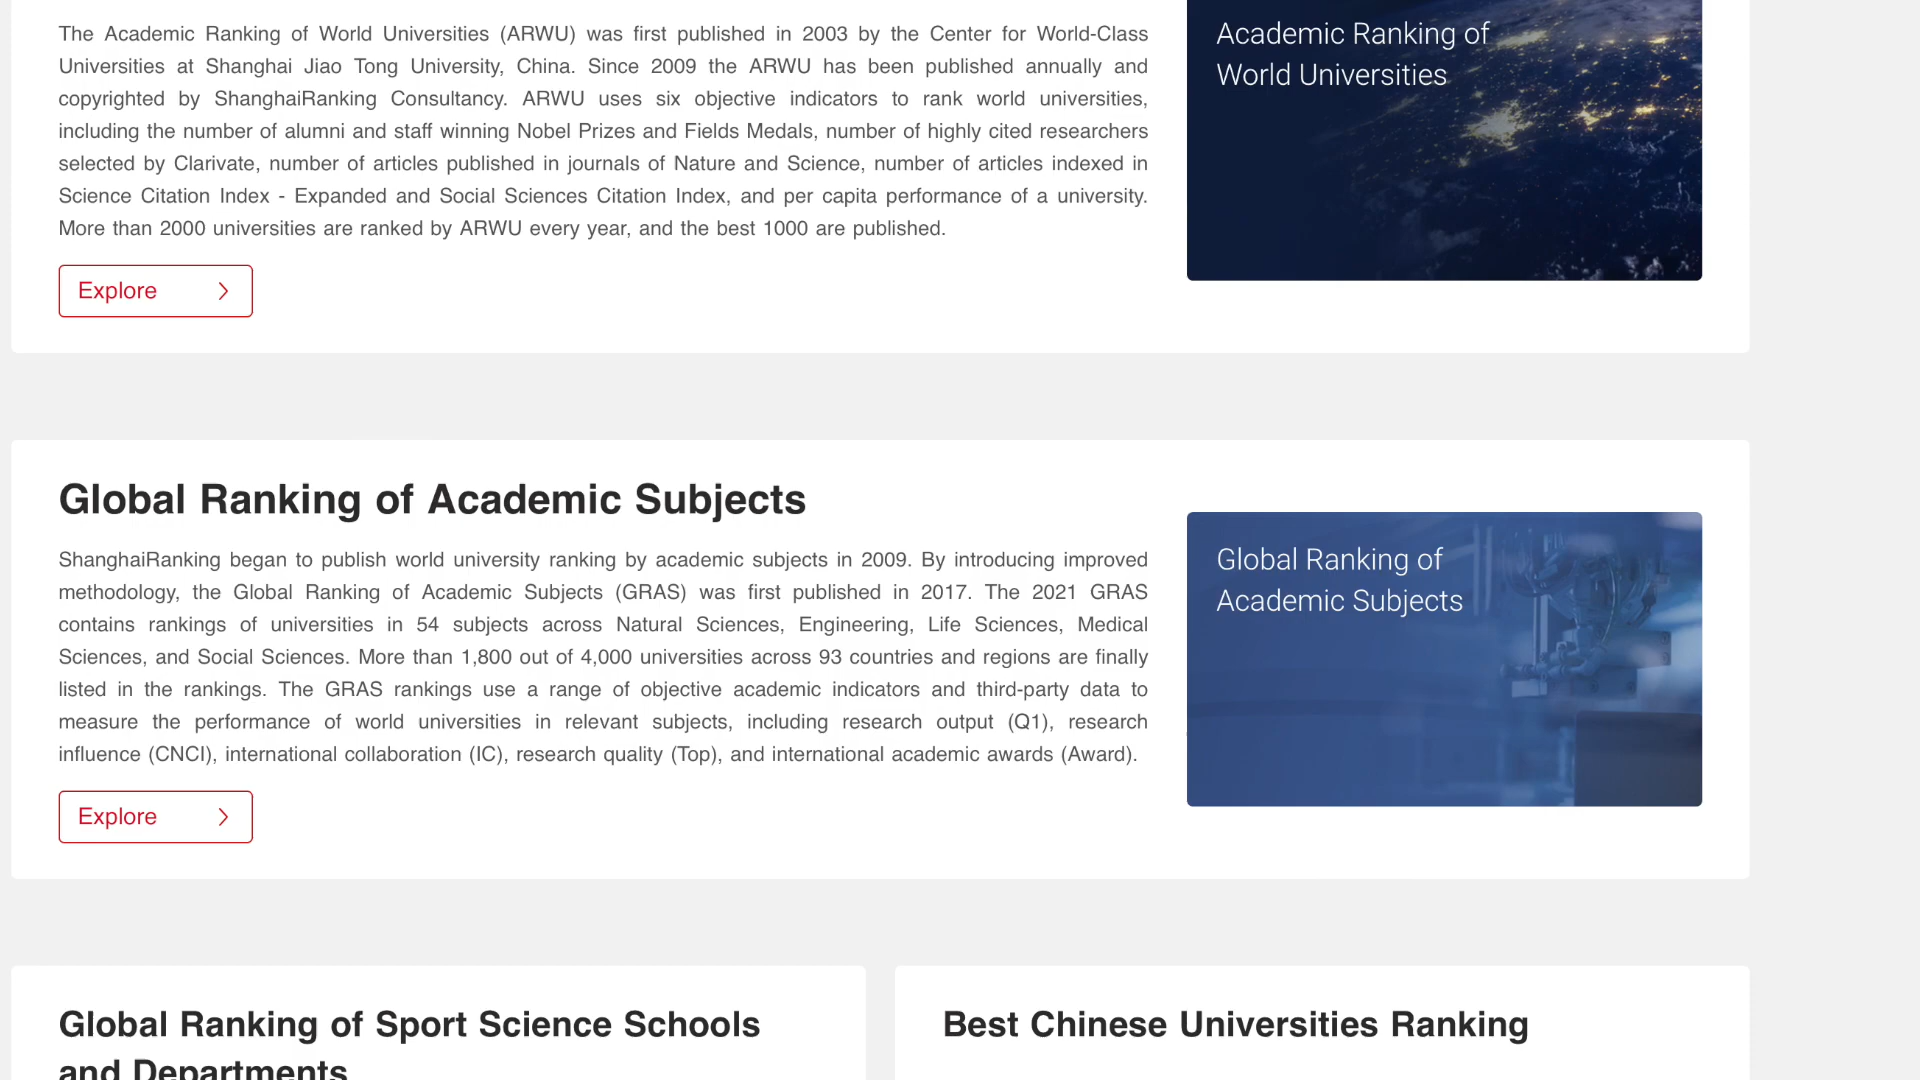 The Academic Ranking of World Universities (ARWU) was first published in 2003 by the Center for World-Class
Universities at Shanghai Jiao Tong University, China. Since 2009 the ARWU has been published annually and
copyrighted by ShanghaiRanking Consultancy. ARWU uses six objective indicators to rank world universities,
including the number of alumni and staff winning Nobel Prizes and Fields Medals, number of highly cited researchers
selected by Clarivate, number of articles published in journals of Nature and Science, number of articles indexed in
Science Citation Index - Expanded and Social Sciences Citation Index, and per capita performance of a university.
More than 2000 universities are ranked by ARWU every year, and the best 1000 are published.
Explore
Academic Ranking of
World Universities
Global Ranking of Academic Subjects
ShanghaiRanking began to publish world university ranking by academic subjects in 2009. By introducing improved
methodology, the Global Ranking of Academic Subjects (GRAS) was first published in 2017. The 2021 GRAS
contains rankings of universities in 54 subjects across Natural Sciences, Engineering, Life Sciences, Medical
Sciences, and Social Sciences. More than 1,800 out of 4,000 universities across 93 countries and regions are finally
listed in the rankings. The GRAS rankings use a range of objective academic indicators and third-party data to
measure the performance of world universities in relevant subjects, including research output (Q1), research
influence (CNCI), international collaboration (IC), research quality (Top), and international academic awards (Award).
Explore
Global Ranking of
Academic Subjects
Global Ranking of Sport Science Schools
and Departments
Best Chinese Universities Ranking